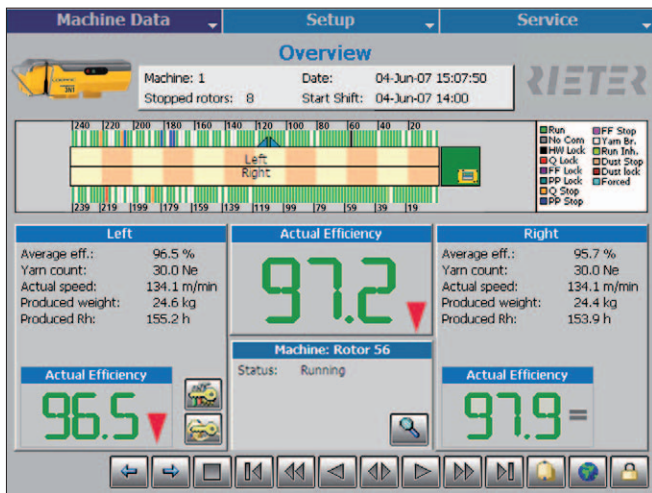 Machine Data Setup Service
Overview
Machine: 1 Date: 04-Jun-07 15:07:50
Stopped rotors: 8 Start Shift: 04-Jun-07 14:00
RIETER
240 220 200 180 160 140 120 100 80 60 40 20
Left
Right
239 219 199 179 159 139 119 99 79 59 39 19
Run FF Stop
No Com Yarn Br.
HW Lock Run Inh.
Q Lock Dust Stop
FF Lock Dust lock
PP Lock Forced
Q Stop
PP Stop
Left
Average eff.: 96.5 %
Yarn count: 30.0 Ne
Actual speed: 134.1 m/min
Produced weight: 24.6 kg
Produced Rh: 155.2 h
Actual Efficiency
96.5
Actual Efficiency
97.2
Machine: Rotor 56
Status: Running
Right
Average eff.: 95.7 %
Yarn count: 30.0 Ne
Actual speed: 134.1 m/min
Produced weight: 24.4 kg
Produced Rh: 153.9 h
Actual Efficiency
97.9 =